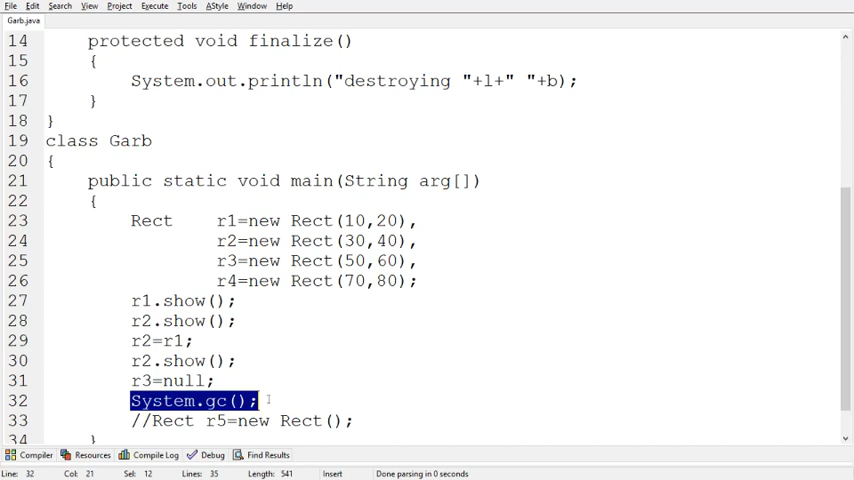 File Edit Search View Project Execute Tools AStyle Window Help
Garb.java
14 protected void finalize()
15 {
16 System.out.println("destroying "+l+" "+b);
17 }
18 }
19 class Garb
20 {
21 public static void main(String arg[])
22 {
23 Rect r1=new Rect(10,20),
24 r2=new Rect(30,40),
25 r3=new Rect(50,60),
26 r4=new Rect(70,80);
27 r1.show();
28 r2.show();
29 r2=r1;
30 r2.show();
31 r3=null;
32 System.gc();
33 //Rect r5=new Rect();
34 }
Compiler Resources Compile Log Debug Find Results
Line: 32 Col: 21 Sel: 12 Lines: 35 Length: 541 Insert Done parsing in 0 seconds